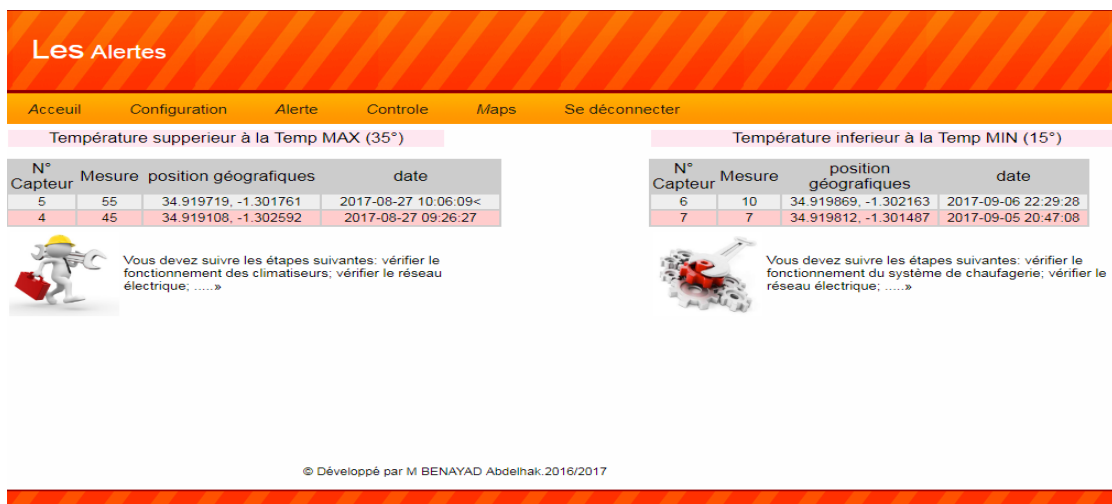 Les Alertes
Acceuil Configuration Alerte Controle Maps Se déconnecter
Température supperieur à la Temp MAX (35°)
N° Capteur Mesure position géografiques date
5 55 34.919719, -1.301761 2017-08-27 10:06:09<
4 45 34.919108, -1.302592 2017-08-27 09:26:27
Vous devez suivre les étapes suivantes: vérifier le
fonctionnement des climatiseurs; vérifier le réseau
électrique; .....»
Température inferieur à la Temp MIN (15°)
N° Capteur Mesure position géografiques date
6 10 34.919869, -1.302163 2017-09-06 22:29:28
7 7 34.919812, -1.301487 2017-09-05 20:47:08
Vous devez suivre les étapes suivantes: vérifier le
fonctionnement du système de chaufagerie; vérifier le
réseau électrique; .....»
© Développé par M BENAYAD Abdelhak.2016/2017